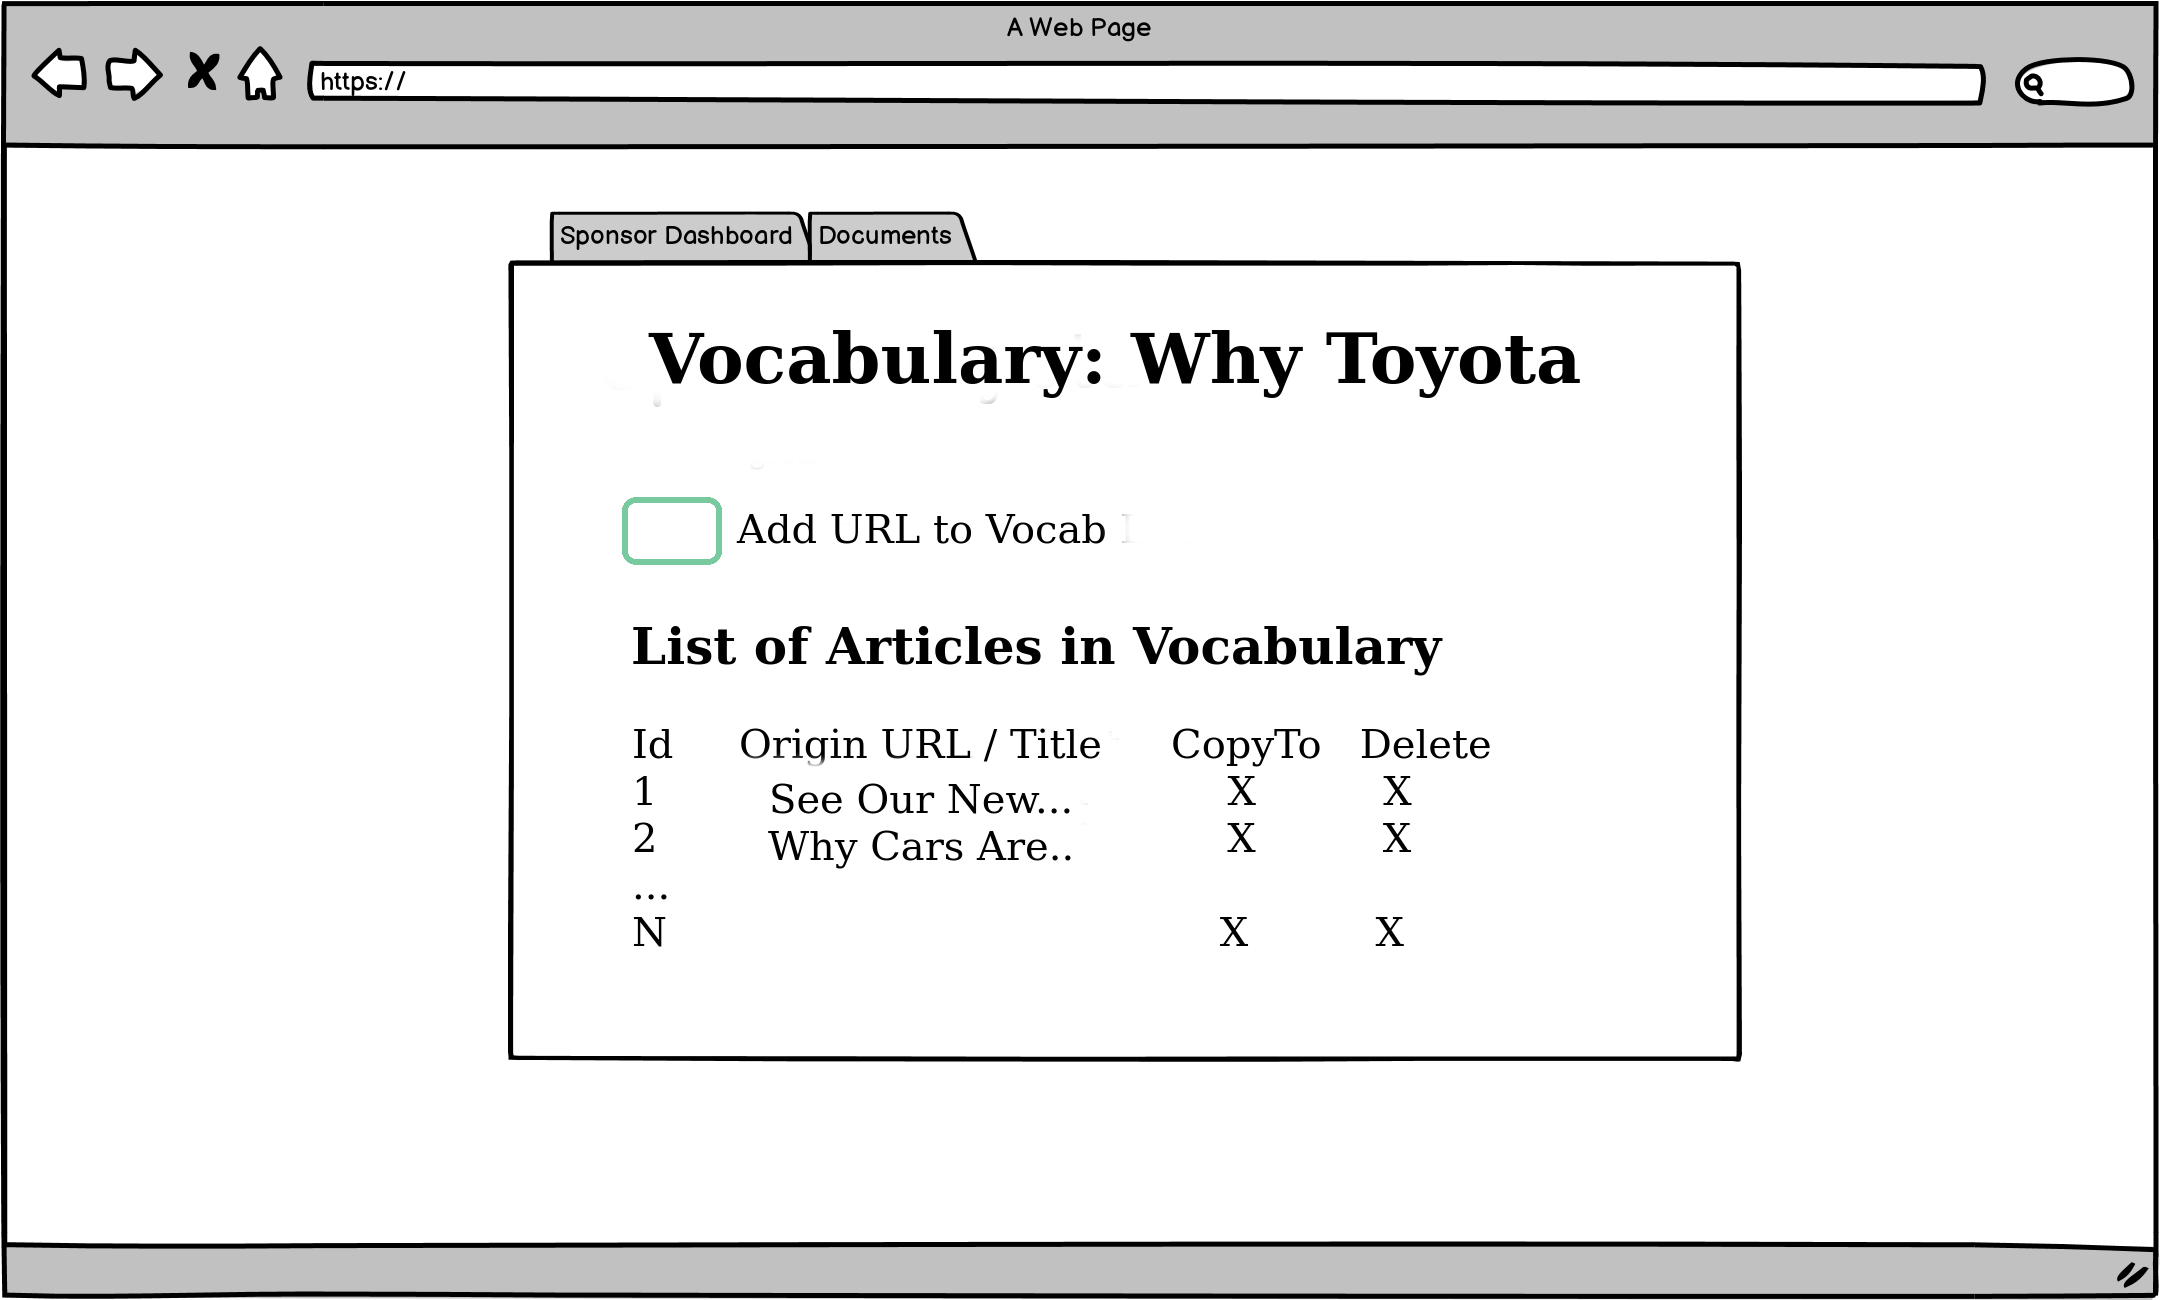 A Web Page
https://
Sponsor Dashboard Documents
Vocabulary: Why Toyota
Add URL to Vocab
List of Articles in Vocabulary
Id Origin URL / Title CopyTo Delete
1 See Our New... X X
2 Why Cars Are.. X X
...
N X X